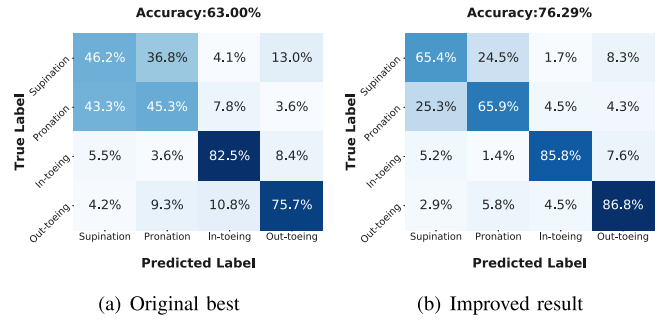 Accuracy:63.00%
True Label
Supination 46.2% 36.8% 4.1% 13.0%
Pronation 43.3% 45.3% 7.8% 3.6%
In-toeing 5.5% 3.6% 82.5% 8.4%
Out-toeing 4.2% 9.3% 10.8% 75.7%
Supination Pronation In-toeing Out-toeing
Predicted Label
(a) Original best
Accuracy:76.29%
True Label
Supination 65.4% 24.5% 1.7% 8.3%
Pronation 25.3% 65.9% 4.5% 4.3%
In-toeing 5.2% 1.4% 85.8% 7.6%
Out-toeing 2.9% 5.8% 4.5% 86.8%
Supination Pronation In-toeing Out-toeing
Predicted Label
(b) Improved result